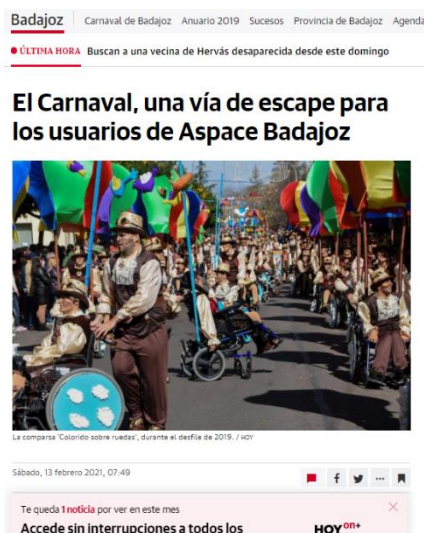 Badajoz Carnaval de Badajoz Anuario 2019 Sucesos Provincia de Badajoz Agenda
ÚLTIMA HORA Buscan a una vecina de Hervás desaparecida desde este domingo
El Carnaval, una vía de escape para
los usuarios de Aspace Badajoz
La comparsa 'Colorido sobre ruedas', durante el desfile de 2019. / HOY
Sábado, 13 febrero 2021, 07:49
Te queda 1 noticia por ver en este mes
Accede sin interrupciones a todos los
HOY on+